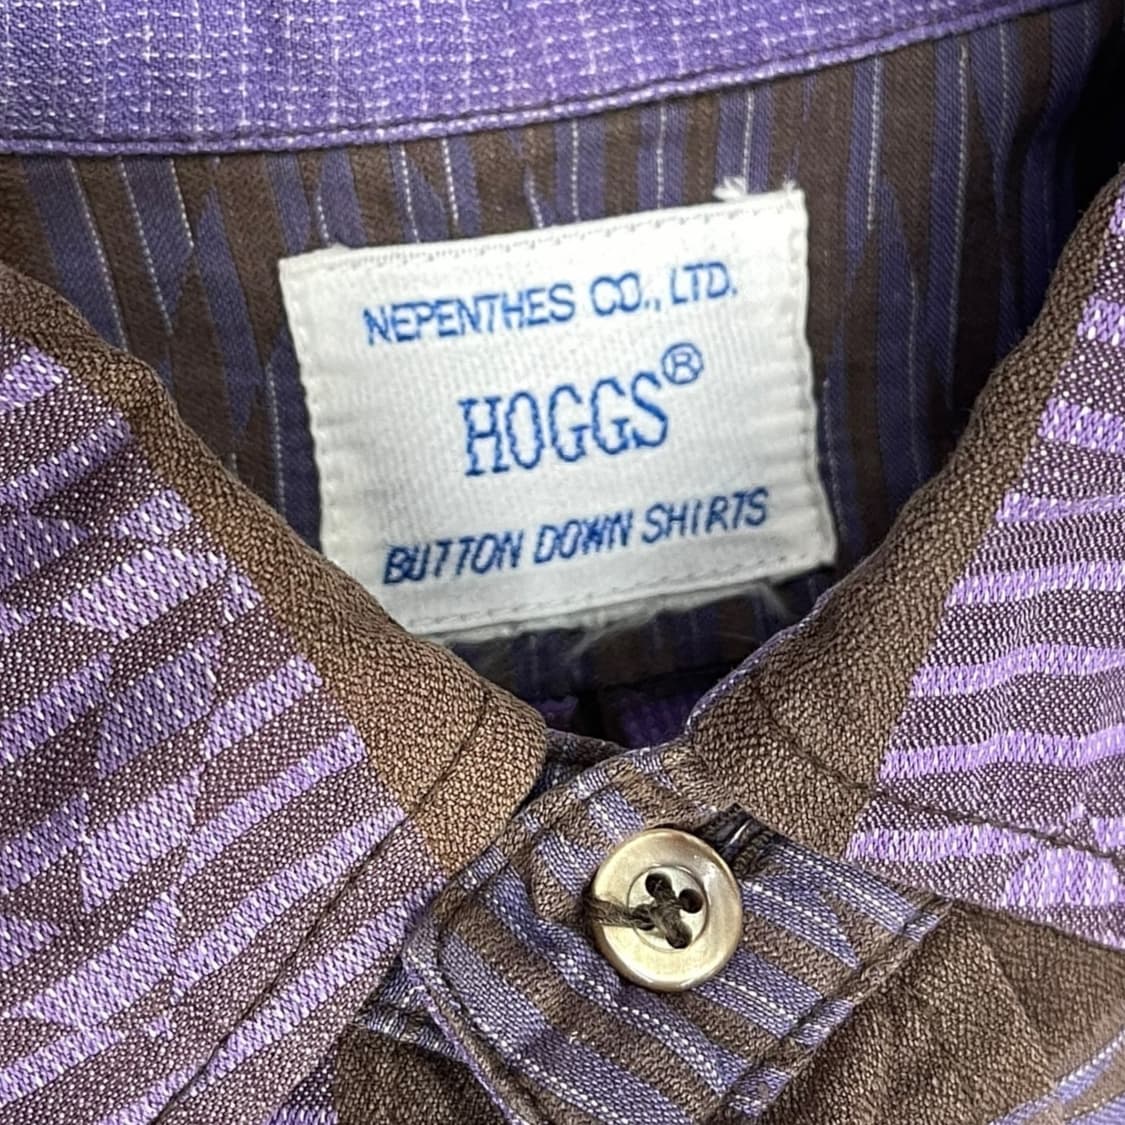 NEPENTHES CO., LTD.
HOGGS®
BUTTON DOWN SHIRTS